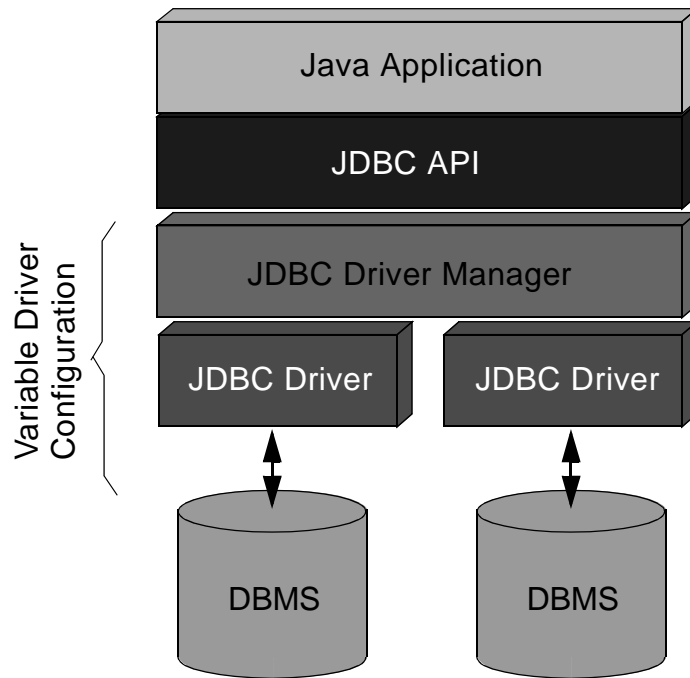 Java Application
JDBC API
JDBC Driver Manager
Variable Driver
Configuration
JDBC Driver
JDBC Driver
DBMS
DBMS